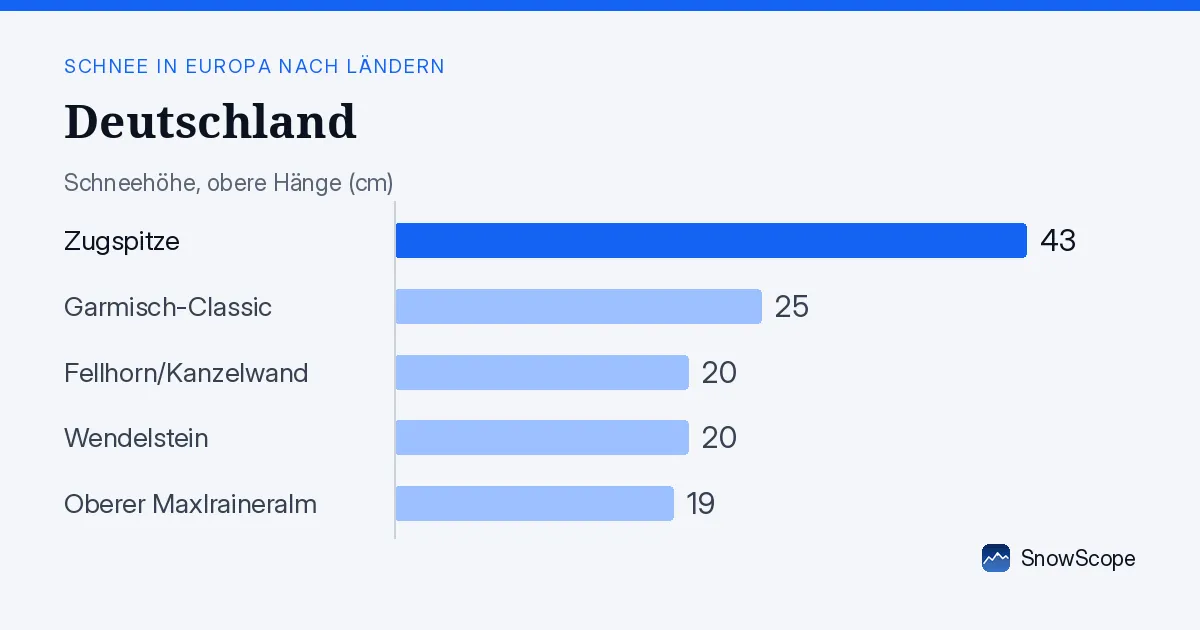 SCHNEE IN EUROPA NACH LÄNDERN
Deutschland
Schneehöhe, obere Hänge (cm)
Zugspitze 43
Garmisch-Classic 25
Fellhorn/Kanzelwand 20
Wendelstein 20
Oberer Maxlraineralm 19
SnowScope